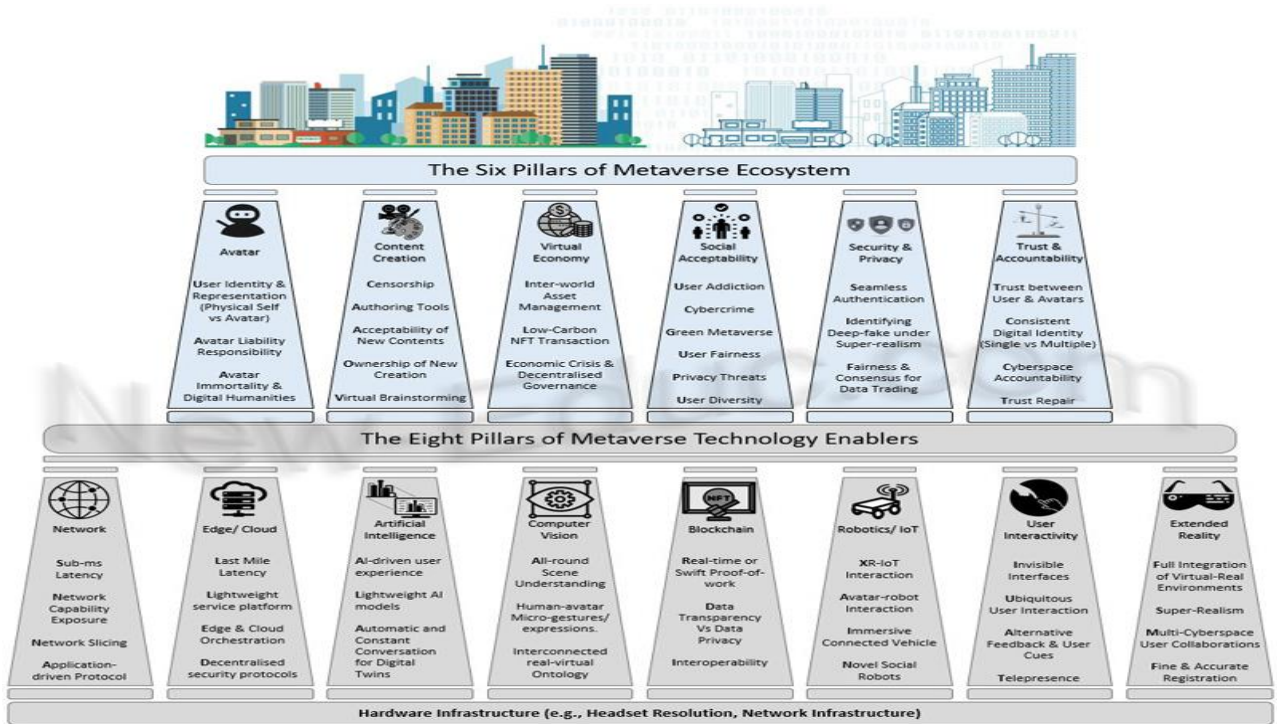 The Six Pillars of Metaverse Ecosystem
Avatar
User Identity &
Representation
(Physical Self
vs Avatar)
Avatar Liability
Responsibility
Avatar
Immortality &
Digital Humanities
Content
Creation
Censorship
Authoring Tools
Acceptability of
New Contents
Ownership of New
Creation
Virtual Brainstorming
Virtual
Economy
Inter-world
Asset
Management
Low-Carbon
NFT Transaction
Economic Crisis &
Decentralised
Governance
Social
Acceptability
User Addiction
Cybercrime
Green Metaverse
User Fairness
Privacy Threats
User Diversity
Security &
Privacy
Seamless
Authentication
Identifying
Deep-fake under
Super-realism
Fairness &
Consensus for
Data Trading
Trust &
Accountability
Trust between
User & Avatars
Consistent
Digital Identity
(Single vs Multiple)
Cyberspace
Accountability
Trust Repair
The Eight Pillars of Metaverse Technology Enablers
Network
Sub-ms
Latency
Network
Capability
Exposure
Network Slicing
Application-
driven Protocol
Edge/ Cloud
Last Mile
Latency
Lightweight
service platform
Edge & Cloud
Orchestration
Decentralised
security protocols
Artificial
Intelligence
AI-driven user
experience
Lightweight AI
models
Automatic and
Constant
Conversation
for Digital
Twins
Computer
Vision
All-round
Scene
Understanding
Human-avatar
Micro-gestures/
expressions.
Interconnected
real-virtual
Ontology
NFT
Blockchain
Real-time or
Swift Proof-of-
work
Data
Transparency
Vs Data
Privacy
Interoperability
Robotics/ IoT
XR-IoT
Interaction
Avatar-robot
Interaction
Immersive
Connected Vehicle
Novel Social
Robots
User
Interactivity
Invisible
Interfaces
Ubiquitous
User Interaction
Alternative
Feedback & User
Cues
Telepresence
Extended
Reality
Full Integration
of Virtual-Real
Environments
Super-Realism
Multi-Cyberspace
User Collaborations
Fine & Accurate
Registration
Hardware Infrastructure (e.g., Headset Resolution, Network Infrastructure)